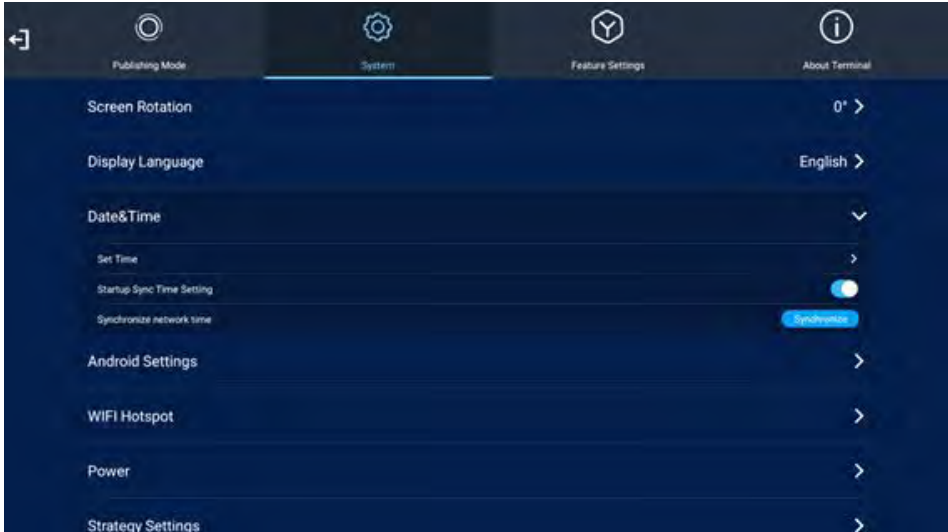 Publishing Mode
System
Feature Settings
About Terminal
Screen Rotation 0°
Display Language English
Date&Time
Set Time
Startup Sync Time Setting
Synchronize network time Synchronize
Android Settings
WIFI Hotspot
Power
Strategy Settings